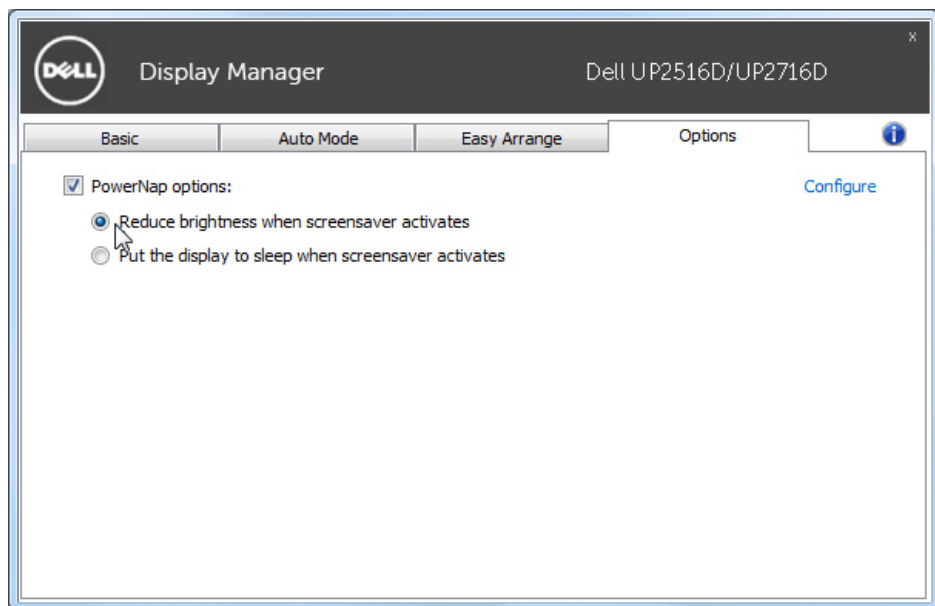 x
DELL
Display Manager
Dell UP2516D/UP2716D
Basic
Auto Mode
Easy Arrange
Options
i
PowerNap options:
Configure
Reduce brightness when screensaver activates
Put the display to sleep when screensaver activates